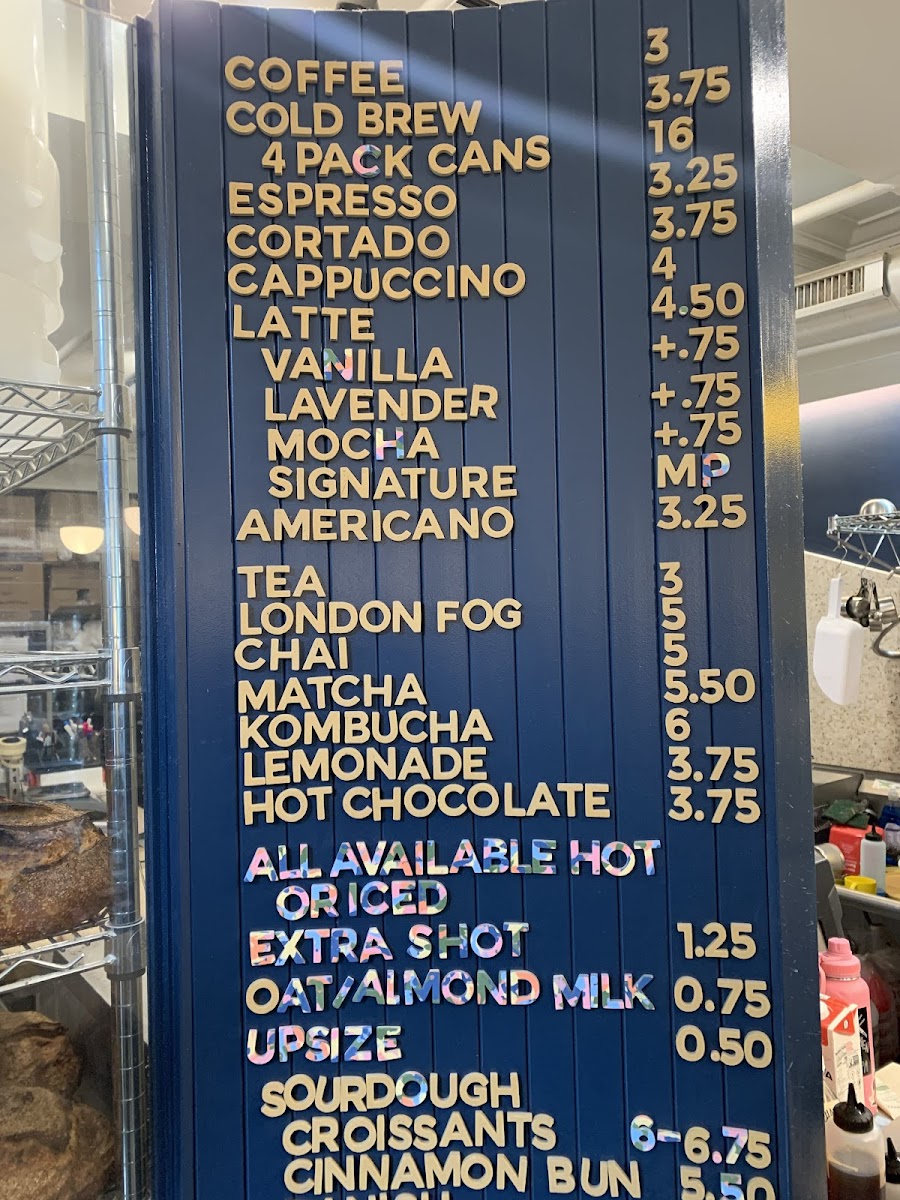 COFFEE 3
COLD BREW 3.75
4 PACK CANS 16
ESPRESSO 3.25
CORTADO 3.75
CAPPUCCINO 4
LATTE 4.50
VANILLA +.75
LAVENDER +.75
MOCHA +.75
SIGNATURE MP
AMERICANO 3.25
TEA 3
LONDON FOG 5
CHAI 5
MATCHA 5.50
KOMBUCHA 6
LEMONADE 3.75
HOT CHOCOLATE 3.75
ALL AVAILABLE HOT
OR ICED
EXTRA SHOT 1.25
OAT/ALMOND MILK 0.75
UPSIZE 0.50
SOURDOUGH
CROISSANTS 6-6.75
CINNAMON BUN 5.50